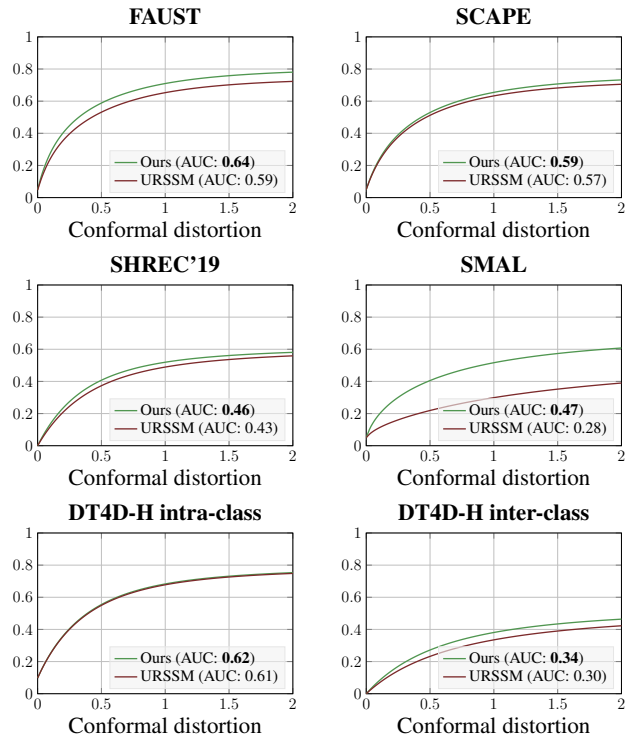 FAUST
1
0.8
0.6
0.4
0.2
0
Ours (AUC: 0.64)
URSSM (AUC: 0.59)
0 0.5 1 1.5 2
Conformal distortion
SCAPE
1
0.8
0.6
0.4
0.2
0
Ours (AUC: 0.59)
URSSM (AUC: 0.57)
0 0.5 1 1.5 2
Conformal distortion
SHREC'19
1
0.8
0.6
0.4
0.2
0
Ours (AUC: 0.46)
URSSM (AUC: 0.43)
0 0.5 1 1.5 2
Conformal distortion
SMAL
1
0.8
0.6
0.4
0.2
0
Ours (AUC: 0.47)
URSSM (AUC: 0.28)
0 0.5 1 1.5 2
Conformal distortion
DT4D-H intra-class
1
0.8
0.6
0.4
0.2
0
Ours (AUC: 0.62)
URSSM (AUC: 0.61)
0 0.5 1 1.5 2
Conformal distortion
DT4D-H inter-class
1
0.8
0.6
0.4
0.2
0
Ours (AUC: 0.34)
URSSM (AUC: 0.30)
0 0.5 1 1.5 2
Conformal distortion